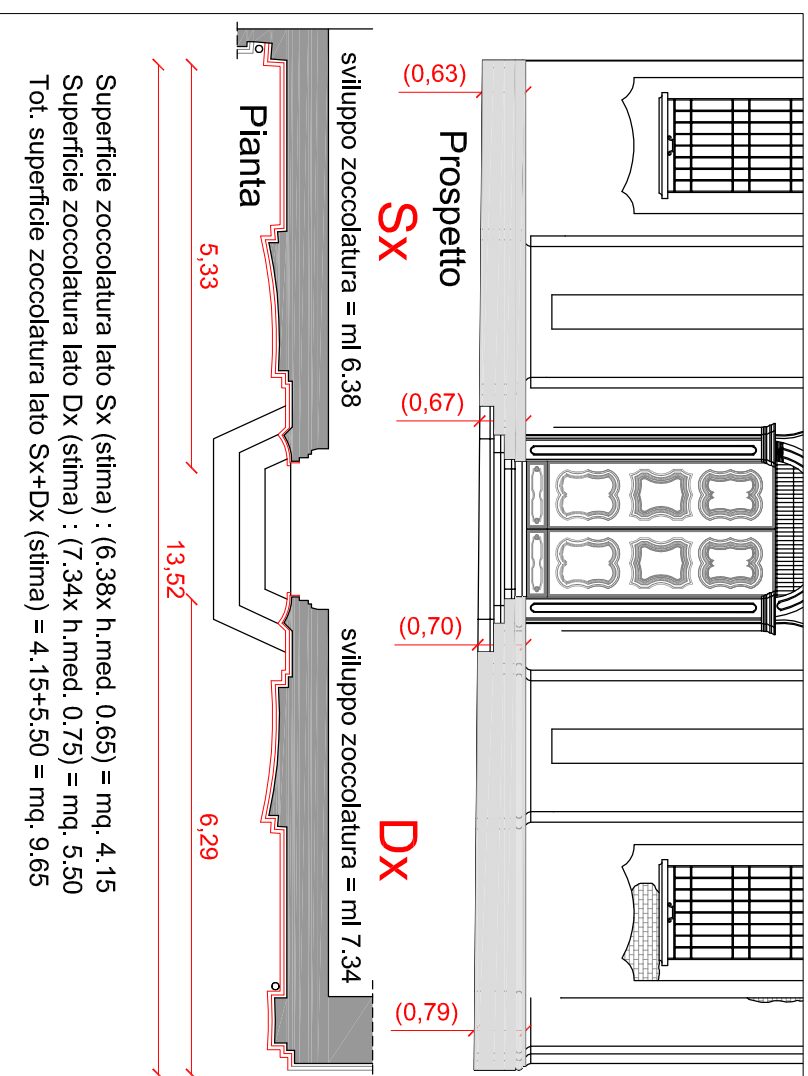 (0,63)
(0,67)
(0,70)
(0,79)
Prospetto
Sx
Dx
sviluppo zoccolatura = ml 6.38
sviluppo zoccolatura = ml 7.34
Pianta
5,33
6,29
13,52
Superficie zoccolatura lato Sx (stima) : (6.38x h.med. 0.65) = mq. 4.15
Superficie zoccolatura lato Dx (stima) : (7.34x h.med. 0.75) = mq. 5.50
Tot. superficie zoccolatura lato Sx+Dx (stima) = 4.15+5.50 = mq. 9.65